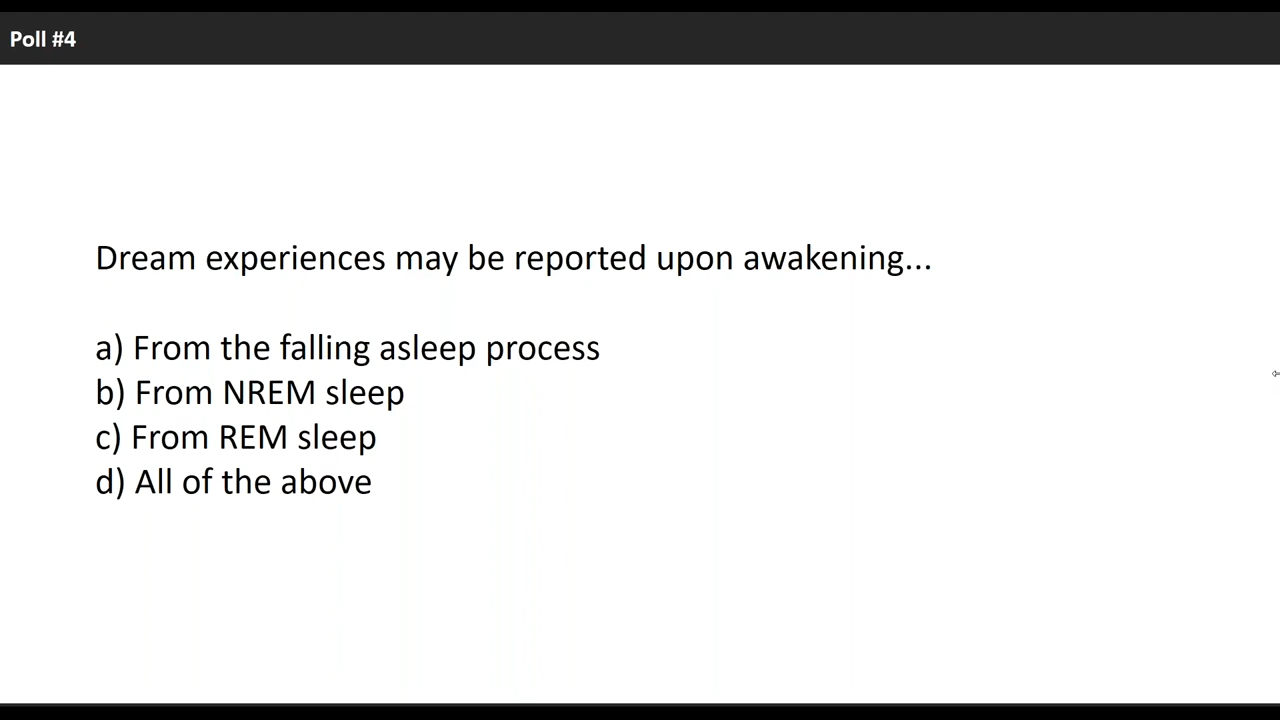 Poll #4
Dream experiences may be reported upon awakening...
a) From the falling asleep process
b) From NREM sleep
c) From REM sleep
d) All of the above